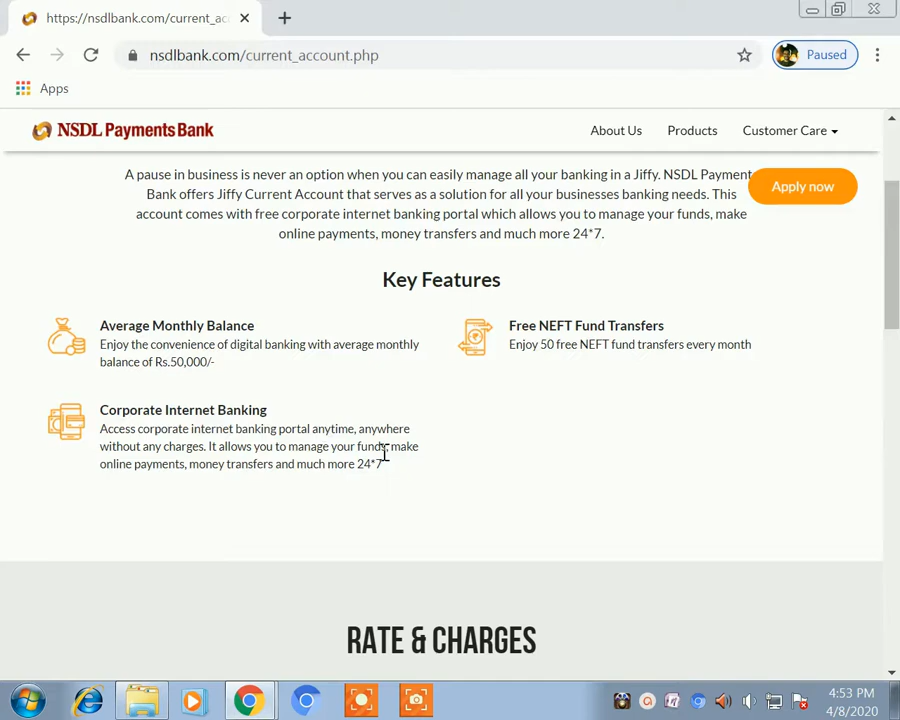 https://nsdlbank.com/current_ac
nsdlbank.com/current_account.php
Paused
Apps
NSDL Payments Bank
About Us
Products
Customer Care
A pause in business is never an option when you can easily manage all your banking in a Jiffy. NSDL Payment
Bank offers Jiffy Current Account that serves as a solution for all your businesses banking needs. This
account comes with free corporate internet banking portal which allows you to manage your funds, make
online payments, money transfers and much more 24*7.
Apply now
Key Features
Average Monthly Balance
Enjoy the convenience of digital banking with average monthly
balance of Rs.50,000/-
Free NEFT Fund Transfers
Enjoy 50 free NEFT fund transfers every month
Corporate Internet Banking
Access corporate internet banking portal anytime, anywhere
without any charges. It allows you to manage your funds, make
online payments, money transfers and much more 24*7
RATE & CHARGES
4:53 PM
4/8/2020